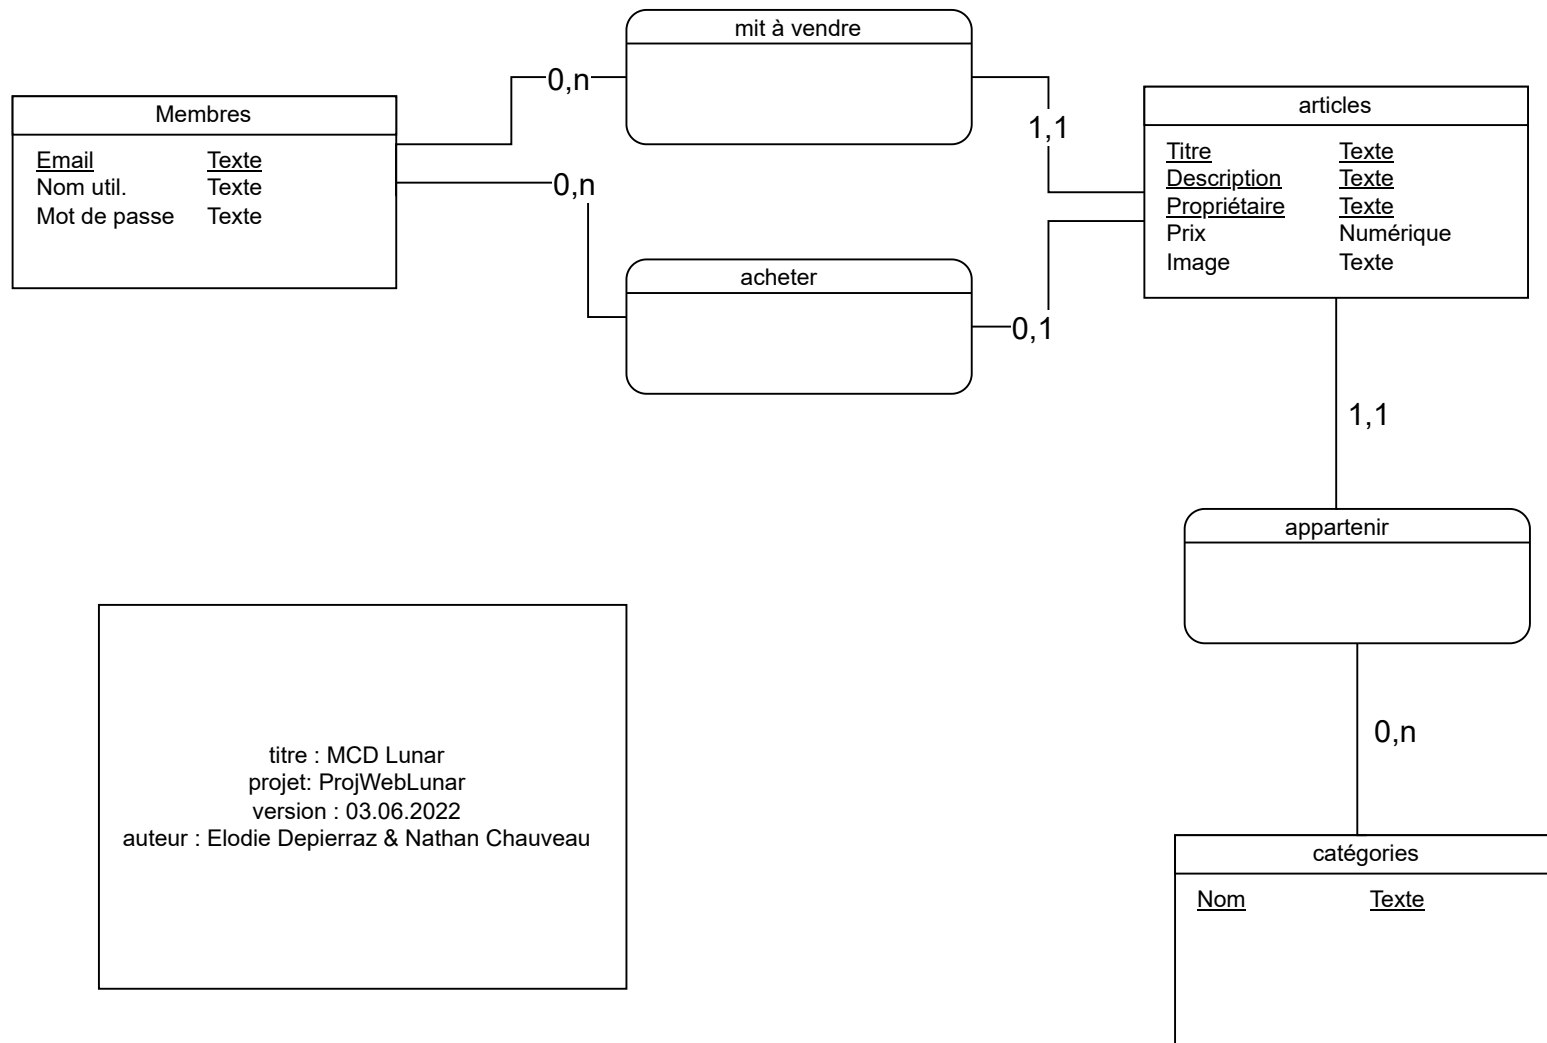 mit à vendre
0,n
Membres
Email Texte
Nom util. Texte
Mot de passe Texte
1,1
articles
Titre Texte
Description Texte
Propriétaire Texte
Prix Numérique
Image Texte
0,n
acheter
0,1
1,1
appartenir
0,n
titre : MCD Lunar
projet: ProjWebLunar
version : 03.06.2022
auteur : Elodie Depierraz & Nathan Chauveau
catégories
Nom Texte